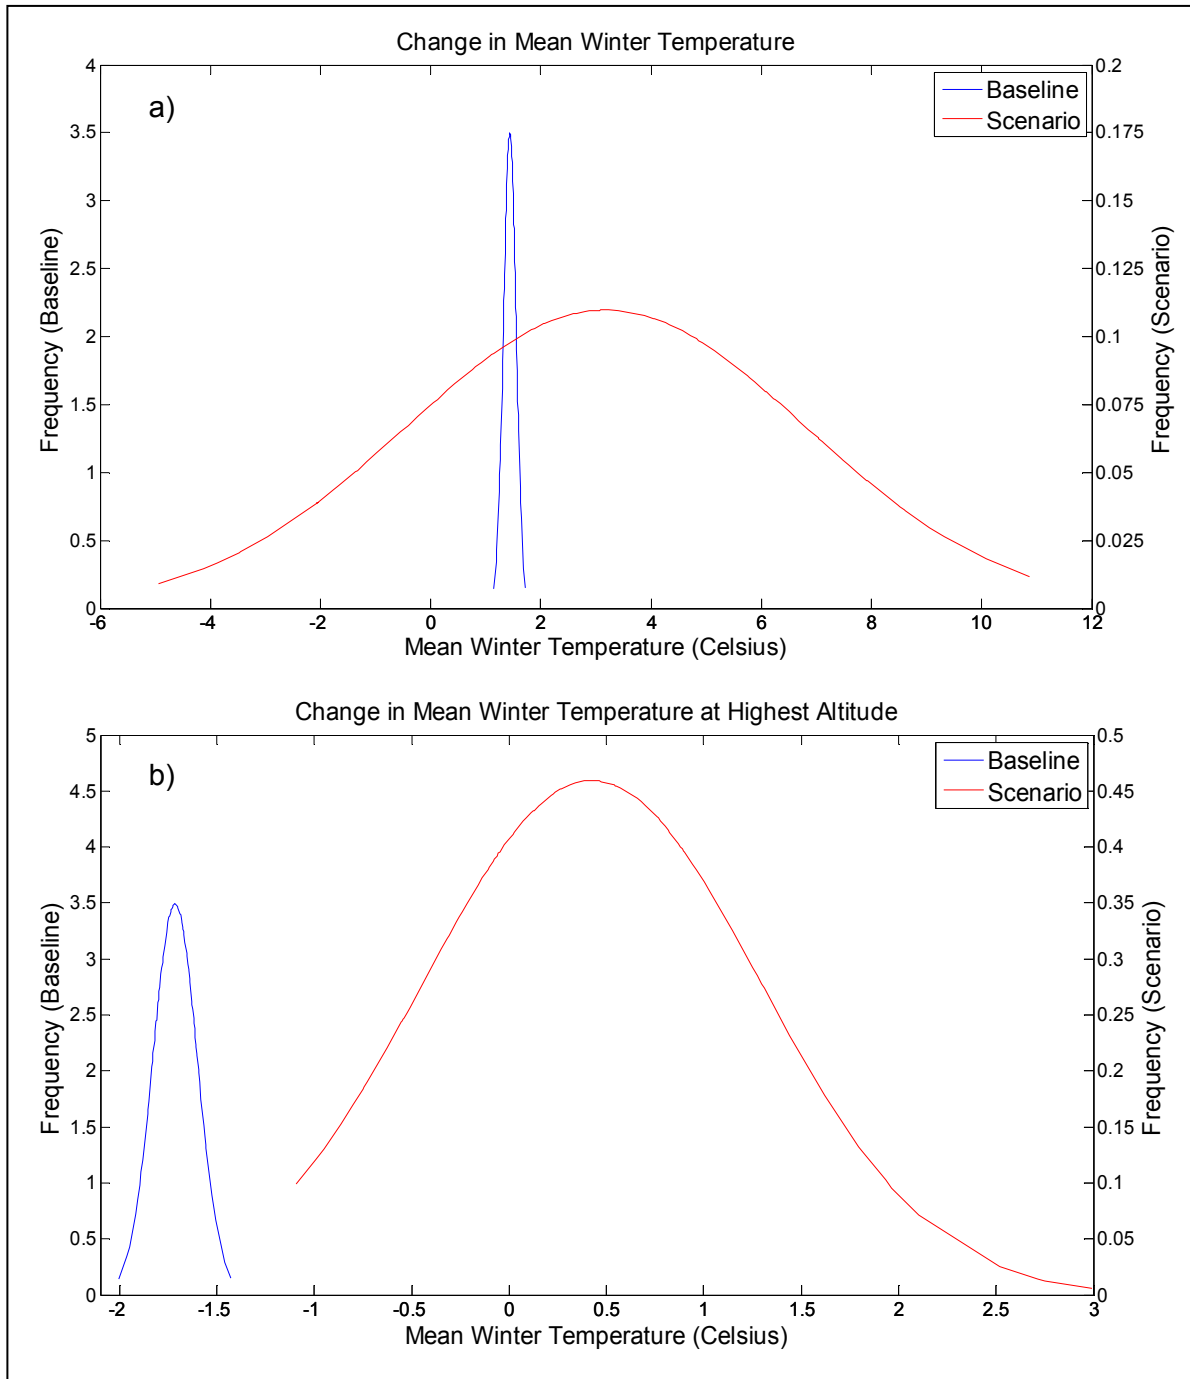 Change in Mean Winter Temperature
a)
Baseline
Scenario
4
3.5
3
2.5
2
1.5
1
0.5
0
Frequency (Baseline)
0.2
0.175
0.15
0.125
0.1
0.075
0.05
0.025
0
Frequency (Scenario)
-6 -4 -2 0 2 4 6 8 10 12
Mean Winter Temperature (Celsius)
Change in Mean Winter Temperature at Highest Altitude
b)
Baseline
Scenario
5
4.5
4
3.5
3
2.5
2
1.5
1
0.5
0
Frequency (Baseline)
0.5
0.45
0.4
0.35
0.3
0.25
0.2
0.15
0.1
0.05
0
Frequency (Scenario)
-2 -1.5 -1 -0.5 0 0.5 1 1.5 2 2.5 3
Mean Winter Temperature (Celsius)